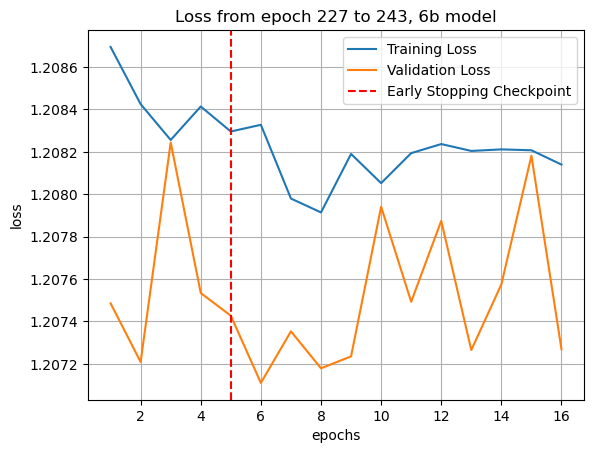 Loss from epoch 227 to 243, 6b model
Training Loss
Validation Loss
Early Stopping Checkpoint
loss
1.2086
1.2084
1.2082
1.2080
1.2078
1.2076
1.2074
1.2072
2 4 6 8 10 12 14 16
epochs